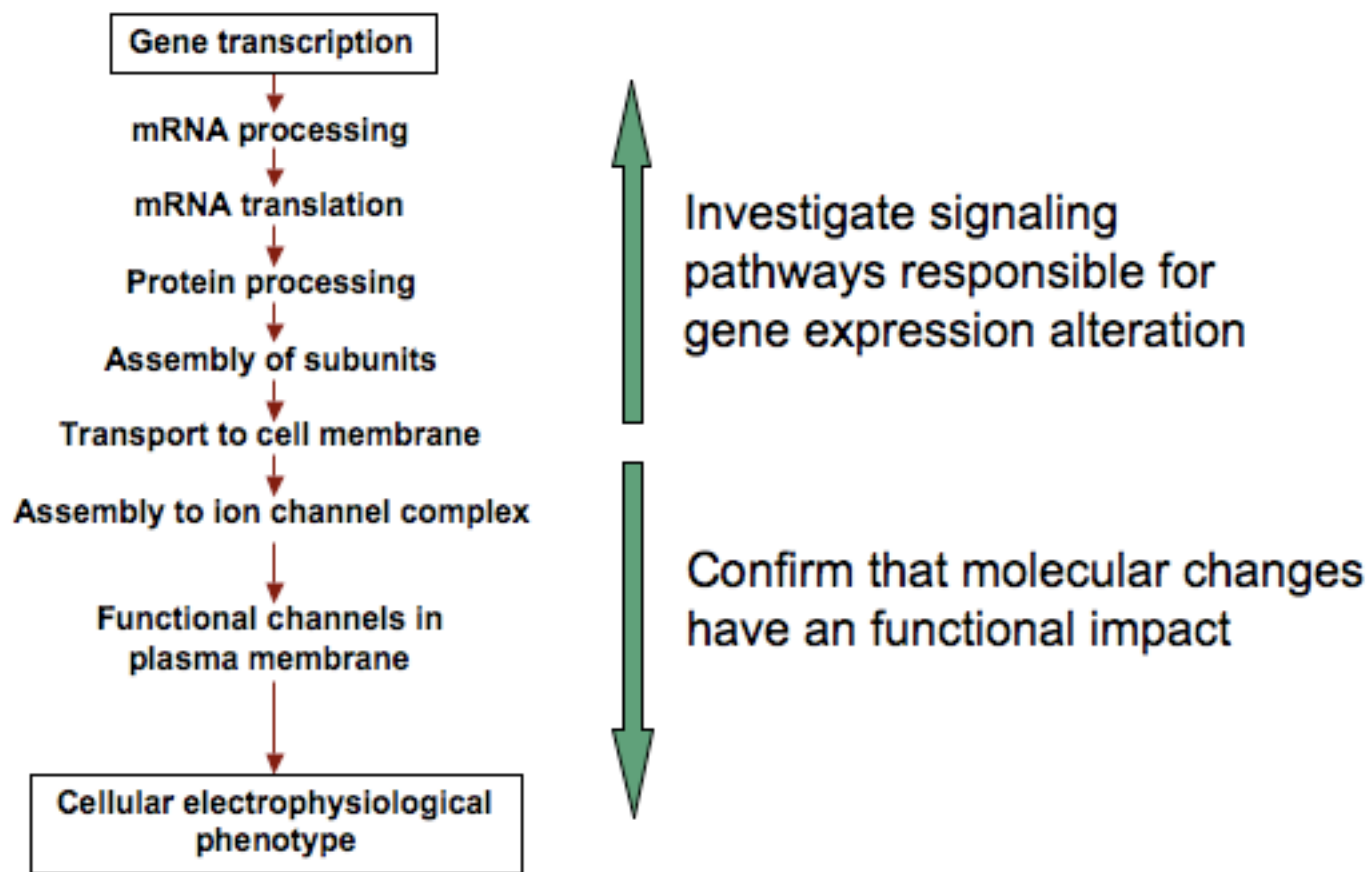 Gene transcription
mRNA processing
mRNA translation
Protein processing
Assembly of subunits
Transport to cell membrane
Assembly to ion channel complex
Functional channels in
plasma membrane
Cellular electrophysiological
phenotype
Investigate signaling
pathways responsible for
gene expression alteration
Confirm that molecular changes
have an functional impact